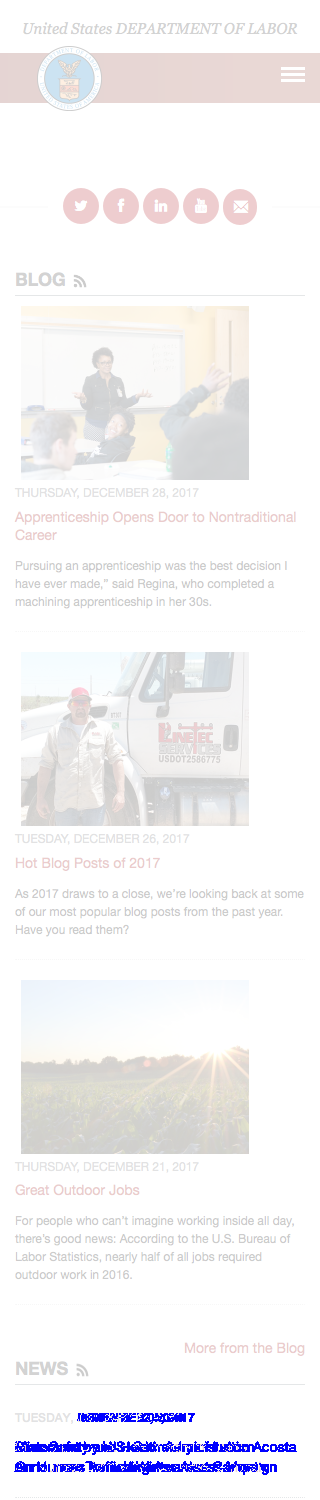 United States DEPARTMENT OF LABOR
BLOG
THURSDAY, DECEMBER 28, 2017
Apprenticeship Opens Door to Nontraditional
Career
Pursuing an apprenticeship was the best decision I
have ever made,” said Regina, who completed a
machining apprenticeship in her 30s.
LINETEC
SERVICES
USDOT2586775
TUESDAY, DECEMBER 26, 2017
Hot Blog Posts of 2017
As 2017 draws to a close, we’re looking back at some
of our most popular blog posts from the past year.
Have you read them?
THURSDAY, DECEMBER 21, 2017
Great Outdoor Jobs
For people who can’t imagine working inside all day,
there’s good news: According to the U.S. Bureau of
Labor Statistics, nearly half of all jobs required
outdoor work in 2016.
More from the Blog
NEWS
TUESDAY,
Acosta